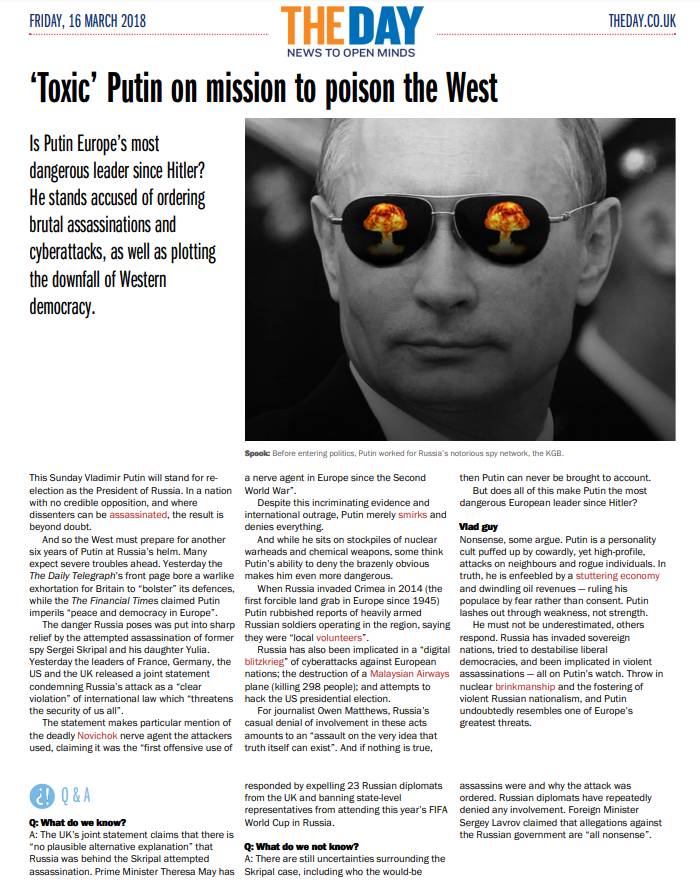 FRIDAY, 16 MARCH 2018
THEDAY
NEWS TO OPEN MINDS
THEDAY.CO.UK
‘Toxic’ Putin on mission to poison the West
Is Putin Europe’s most
dangerous leader since Hitler?
He stands accused of ordering
brutal assassinations and
cyberattacks, as well as plotting
the downfall of Western
democracy.
Spook: Before entering politics, Putin worked for Russia’s notorious spy network, the KGB.
This Sunday Vladimir Putin will stand for re-
election as the President of Russia. In a nation
with no credible opposition, and where
dissenters can be assassinated, the result is
beyond doubt.
And so the West must prepare for another
six years of Putin at Russia’s helm. Many
expect severe troubles ahead. Yesterday the
The Daily Telegraph’s front page bore a warlike
exhortation for Britain to “bolster” its defences,
while the The Financial Times claimed Putin
imperils “peace and democracy in Europe”.
The danger Russia poses was put into sharp
relief by the attempted assassination of former
spy Sergei Skripal and his daughter Yulia.
Yesterday the leaders of France, Germany, the
US and the UK released a joint statement
condemning Russia’s attack as a “clear
violation” of international law which “threatens
the security of us all”.
The statement makes particular mention of
the deadly Novichok nerve agent the attackers
used, claiming it was the “first offensive use of
a nerve agent in Europe since the Second
World War”.
Despite this incriminating evidence and
international outrage, Putin merely smirks and
denies everything.
And while he sits on stockpiles of nuclear
warheads and chemical weapons, some think
Putin’s ability to deny the brazenly obvious
makes him even more dangerous.
When Russia invaded Crimea in 2014 (the
first forcible land grab in Europe since 1945)
Putin rubbished reports of heavily armed
Russian soldiers operating in the region, saying
they were “local volunteers”.
Russia has also been implicated in a “digital
blitzkrieg” of cyberattacks against European
nations; the destruction of a Malaysian Airways
plane (killing 298 people); and attempts to
hack the US presidential election.
For journalist Owen Matthews, Russia’s
casual denial of involvement in these acts
amounts to an “assault on the very idea that
truth itself can exist”. And if nothing is true,
then Putin can never be brought to account.
But does all of this make Putin the most
dangerous European leader since Hitler?
Vlad guy
Nonsense, some argue. Putin is a personality
cult puffed up by cowardly, yet high-profile,
attacks on neighbours and rogue individuals. In
truth, he is enfeebled by a stuttering economy
and dwindling oil revenues — ruling his
populace by fear rather than consent. Putin
lashes out through weakness, not strength.
He must not be underestimated, others
respond. Russia has invaded sovereign
nations, tried to destabilise liberal
democracies, and been implicated in violent
assassinations — all on Putin’s watch. Throw in
nuclear brinkmanship and the fostering of
violent Russian nationalism, and Putin
undoubtedly resembles one of Europe’s
greatest threats.
¿! Q & A
Q: What do we know?
A: The UK’s joint statement claims that there is
“no plausible alternative explanation” that
Russia was behind the Skripal attempted
assassination. Prime Minister Theresa May has
responded by expelling 23 Russian diplomats
from the UK and banning state-level
representatives from attending this year’s FIFA
World Cup in Russia.
Q: What do we not know?
A: There are still uncertainties surrounding the
Skripal case, including who the would-be
assassins were and why the attack was
ordered. Russian diplomats have repeatedly
denied any involvement. Foreign Minister
Sergey Lavrov claimed that allegations against
the Russian government are “all nonsense”.